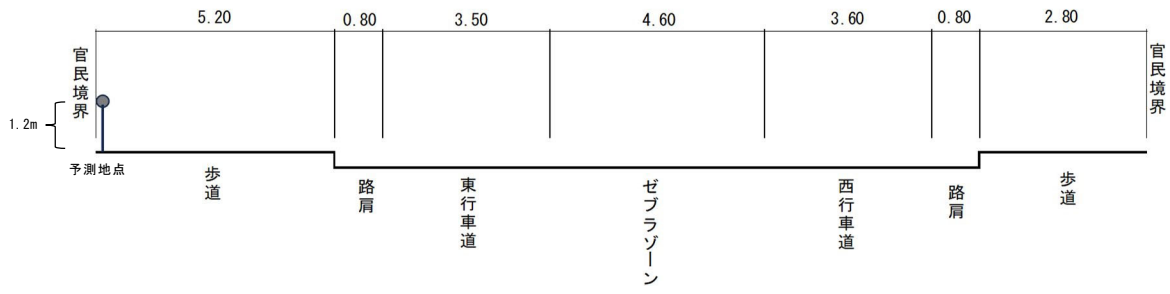 5.20
0.80
3.50
4.60
3.60
0.80
2.80
官民境界
官民境界
1.2m
予測地点
歩道
路肩
東行車道
ゼブラゾーン
西行車道
路肩
歩道